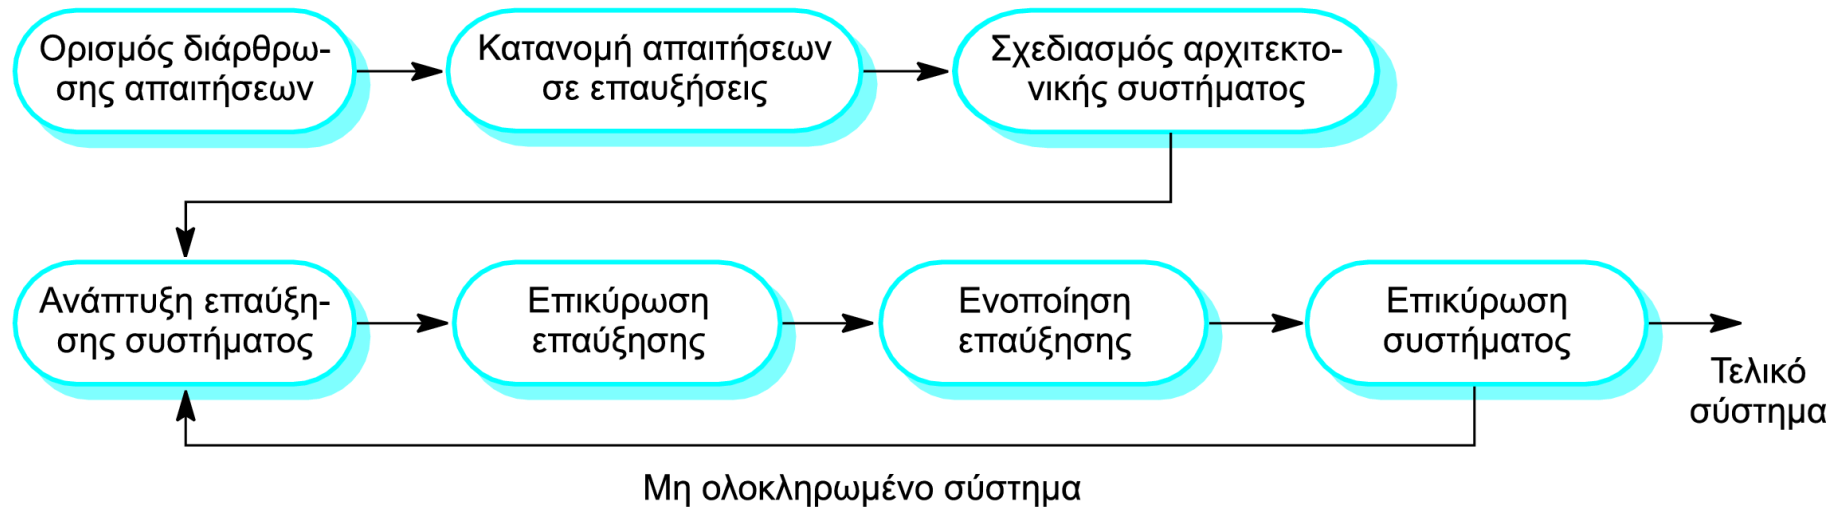 Ορισμός διάρθρω-
σης απαιτήσεων
Κατανομή απαιτήσεων
σε επαυξήσεις
Σχεδιασμός αρχιτεκτο-
νικής συστήματος
Ανάπτυξη επαύξη-
σης συστήματος
Επικύρωση
επαύξησης
Ενοποίηση
επαύξησης
Επικύρωση
συστήματος
Τελικό
σύστημα
Μη ολοκληρωμένο σύστημα